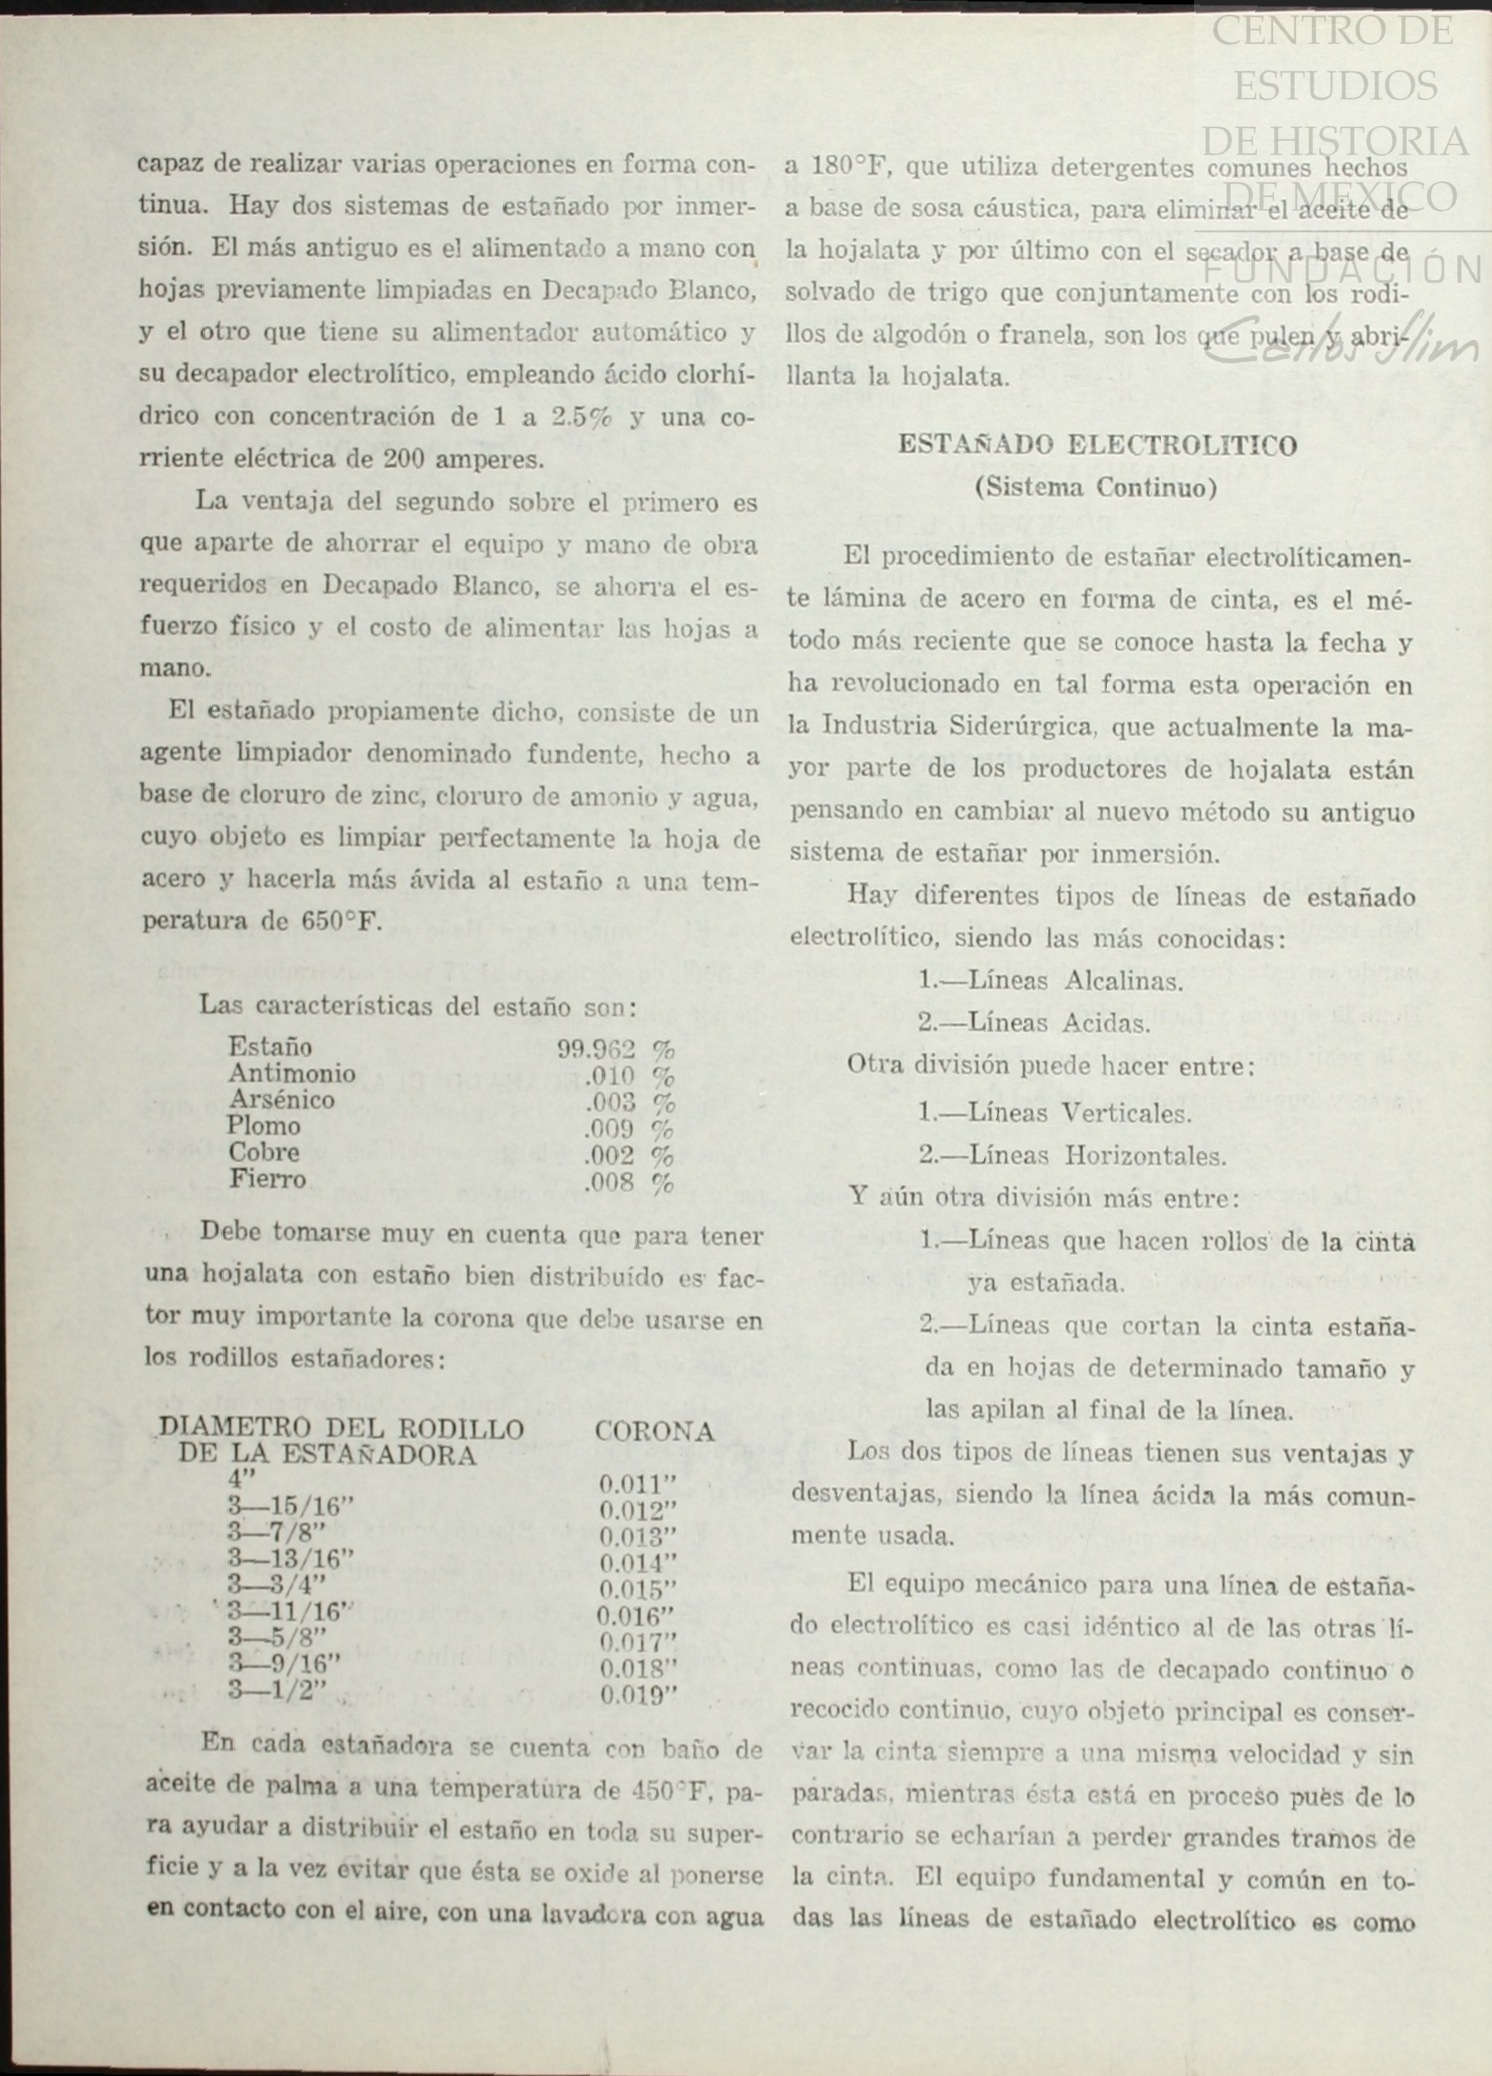 CENTRO DE
ESTUDIOS
DE HISTORIA
DE MÉXICO
FUNDACIÓN
Carlos Slim
capaz de realizar varias operaciones en forma con-
tinua. Hay dos sistemas de estañado por inmer-
sión. El más antiguo es el alimentado a mano con
hojas previamente limpiadas en Decapado Blanco,
y el otro que tiene su alimentador automático y
su decapador electrolítico, empleando ácido clorhí-
drico con concentración de 1 a 2.5% y una co-
rriente eléctrica de 200 amperes.
La ventaja del segundo sobre el primero es
que aparte de ahorrar el equipo y mano de obra
requeridos en Decapado Blanco, se ahorra el es-
fuerzo físico y el costo de alimentar las hojas a
mano.
El estañado propiamente dicho, consiste de un
agente limpiador denominado fundente, hecho a
base de cloruro de zinc, cloruro de amonio y agua,
cuyo objeto es limpiar perfectamente la hoja de
acero y hacerla más ávida al estaño a una tem-
peratura de 650°F.
Las características del estaño son:
Estaño 99.962 %
Antimonio .010 %
Arsénico .003 %
Plomo .009 %
Cobre .002 %
Fierro .008 %
Debe tomarse muy en cuenta que para tener
una hojalata con estaño bien distribuído es fac-
tor muy importante la corona que debe usarse en
los rodillos estañadores:
DIAMETRO DEL RODILLO CORONA
DE LA ESTAÑADORA
4” 0.011”
3—15/16” 0.012”
3—7/8” 0.013”
3—13/16” 0.014”
3—3/4” 0.015”
3—11/16” 0.016”
3—5/8” 0.017”
3—9/16” 0.018”
3—1/2” 0.019”
En cada estañadora se cuenta con baño de
aceite de palma a una temperatura de 450°F, pa-
ra ayudar a distribuir el estaño en toda su super-
ficie y a la vez evitar que ésta se oxide al ponerse
en contacto con el aire, con una lavadora con agua
a 180°F, que utiliza detergentes comunes hechos
a base de sosa cáustica, para eliminar el aceite de
la hojalata y por último con el secador a base de
solvado de trigo que conjuntamente con los rodi-
llos de algodón o franela, son los que pulen y abri-
llanta la hojalata.
ESTAÑADO ELECTROLITICO
(Sistema Continuo)
El procedimiento de estañar electrolíticamen-
te lámina de acero en forma de cinta, es el mé-
todo más reciente que se conoce hasta la fecha y
ha revolucionado en tal forma esta operación en
la Industria Siderúrgica, que actualmente la ma-
yor parte de los productores de hojalata están
pensando en cambiar al nuevo método su antiguo
sistema de estañar por inmersión.
Hay diferentes tipos de líneas de estañado
electrolítico, siendo las más conocidas:
1.—Líneas Alcalinas.
2.—Líneas Acidas.
Otra división puede hacer entre:
1.—Líneas Verticales.
2.—Líneas Horizontales.
Y aún otra división más entre:
1.—Líneas que hacen rollos de la cinta
ya estañada.
2.—Líneas que cortan la cinta estaña-
da en hojas de determinado tamaño y
las apilan al final de la línea.
Los dos tipos de líneas tienen sus ventajas y
desventajas, siendo la línea ácida la más comun-
mente usada.
El equipo mecánico para una línea de estaña-
do electrolítico es casi idéntico al de las otras lí-
neas continuas, como las de decapado continuo o
recocido continuo, cuyo objeto principal es conser-
var la cinta siempre a una misma velocidad y sin
paradas, mientras ésta está en proceso pues de lo
contrario se echarían a perder grandes tramos de
la cinta. El equipo fundamental y común en to-
das las líneas de estañado electrolítico es como